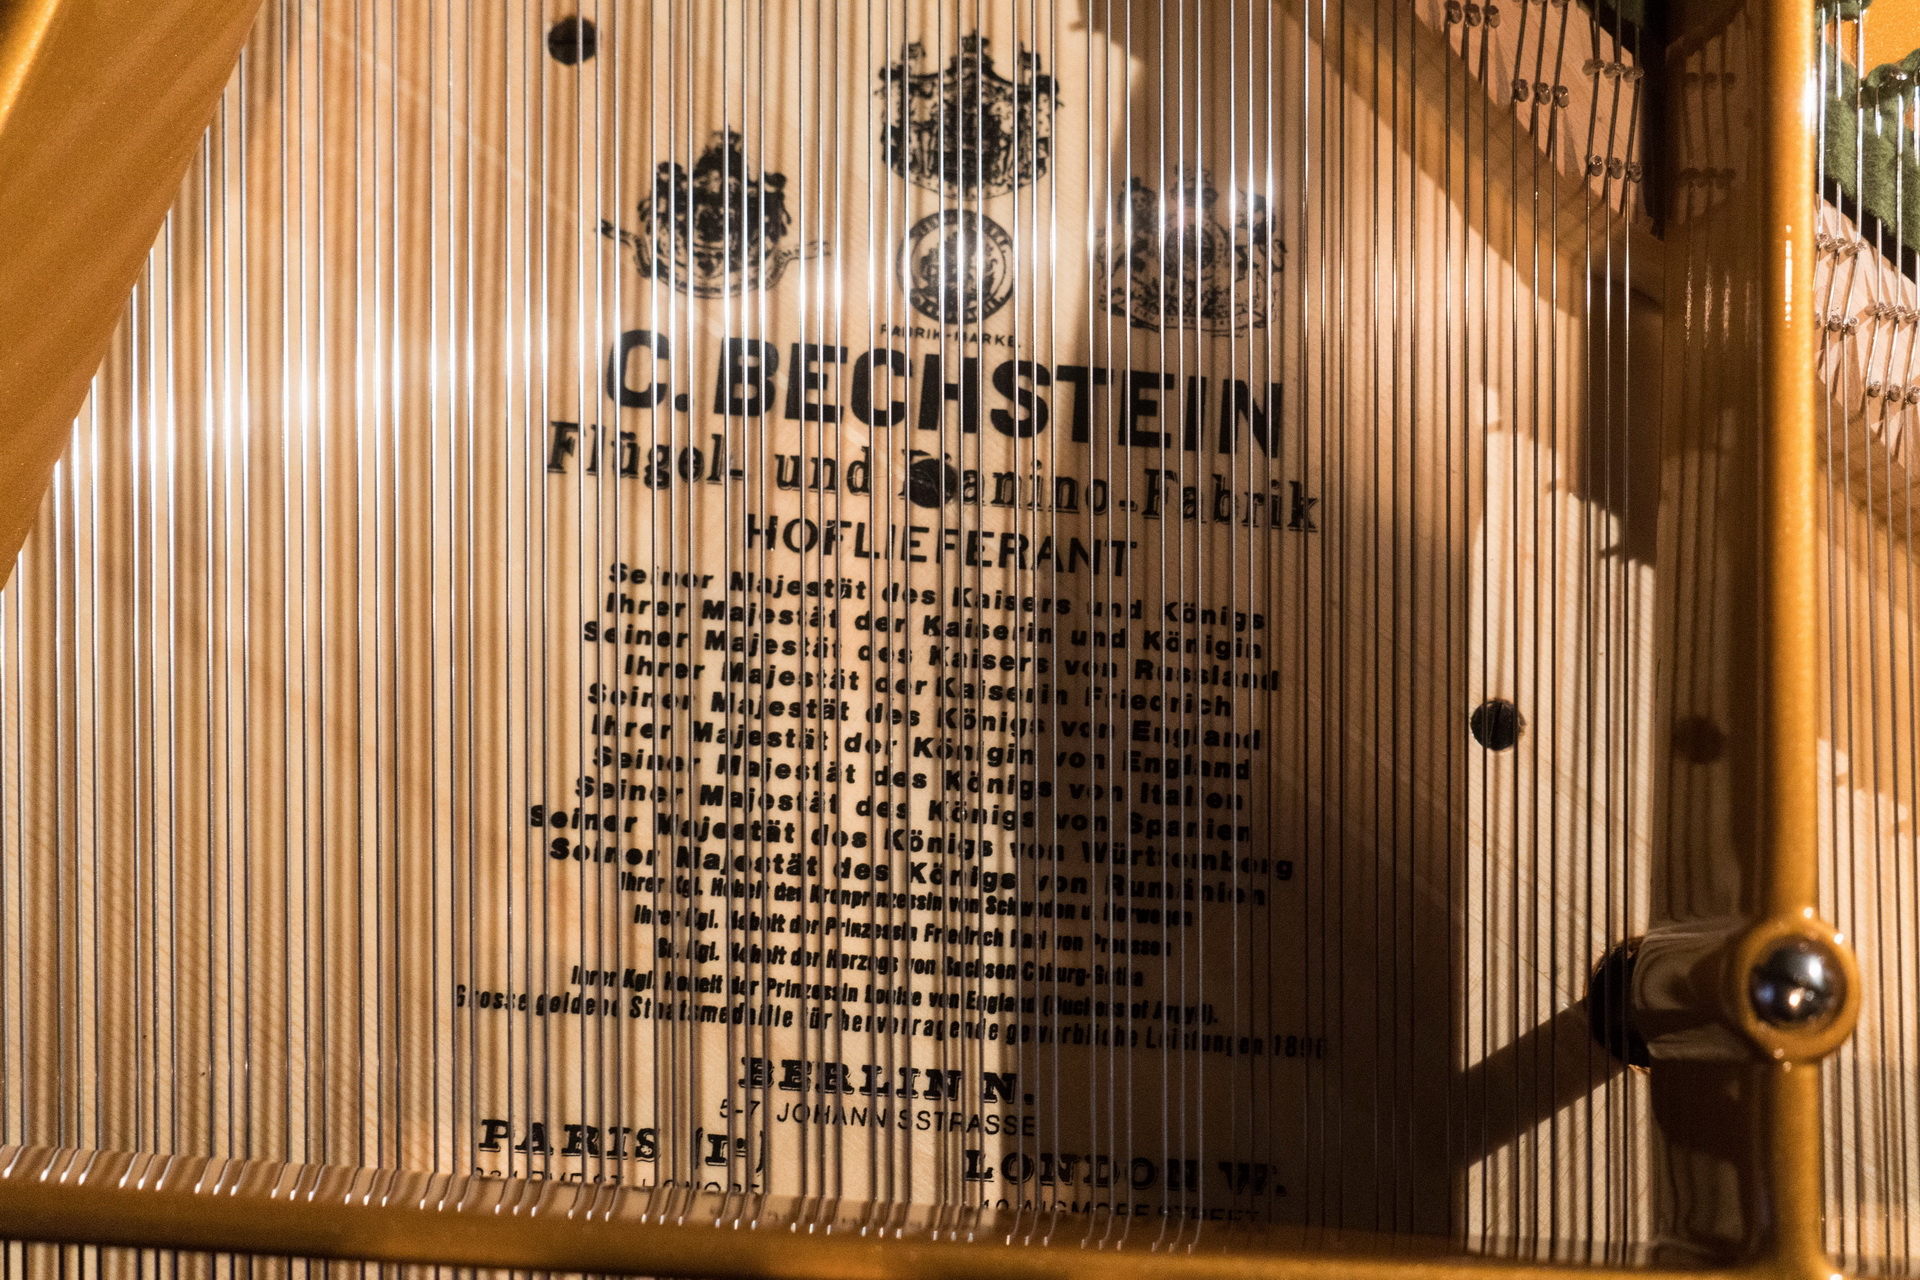 FABRIK-MARKE.
C. BECHSTEIN
Flügel- und Pianino-Fabrik
HOFLIEFERANT
Seiner Majestät des Kaisers und Königs
Ihrer Majestät der Kaiserin und Königin
Seiner Majestät des Kaisers von Russland
Ihrer Majestät der Kaiserin Friedrich
Seiner Majestät des Königs von England
Ihrer Majestät der Königin von England
Seiner Majestät des Königs von Italien
Seiner Majestät des Königs von Spanien
Seiner Majestät des Königs von Württemberg
Seiner Majestät des Königs von Rumänien
Ihrer Kgl. Hoheit des Kronprinzessin von Schweden u. Norwegen
Ihrer Kgl. Hoheit der Prinzessin Friedrich Karl von Preussen
Sr. Kgl. Hoheit der Herzogs von Sachsen-Coburg-Gotha
Ihrer Kgl. Hoheit der Prinzessin Louise von England (Duchess of Argyll).
Grosse goldene Staatsmedaille für hervorragende gewerbliche Leistungen
BERLIN N.
5-7 JOHANNISSTRASSE
PARIS
LONDON W.
40 WIGMORE STREET